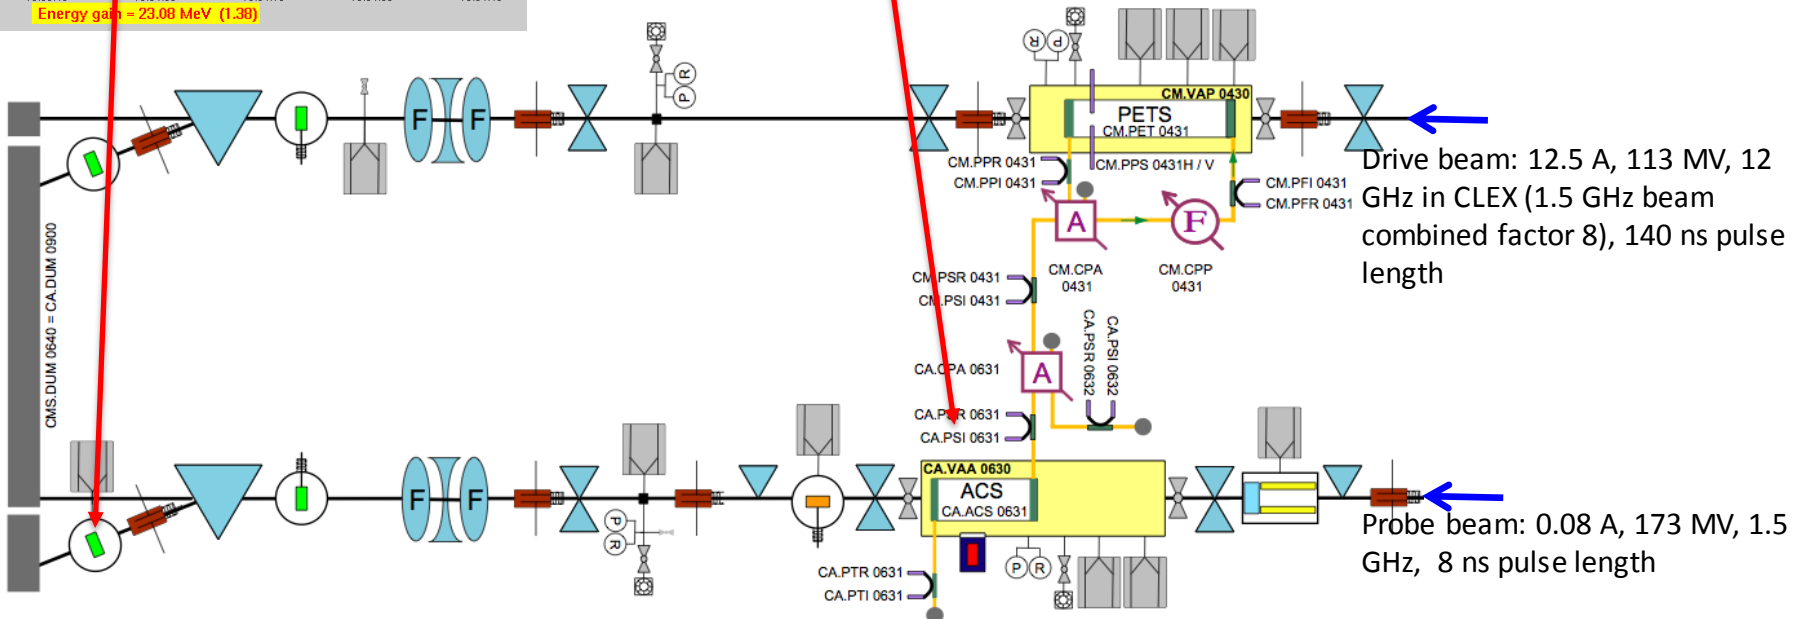 Energy gain = 23.08 MeV (1.38)
R P
R
P
CM.VAP 0430
PETS
CM.PET 0431
F F
CM.PPR 0431
CM.PPI 0431
CM.PPS 0431H / V
CM.PFI 0431
CM.PFR 0431
A
F
CM.CPA
0431
CM.CPP
0431
CM.PSR 0431
CM.PSI 0431
Drive beam: 12.5 A, 113 MV, 12
GHz in CLEX (1.5 GHz beam
combined factor 8), 140 ns pulse
length
CMS.DUM 0640 = CA.DUM 0900
CA.CPA 0631
A
CA.PSR 0632
CA.PSI 0632
CA.PSR 0631
CA.PSI 0631
CA.VAA 0630
ACS
CA.ACS 0631
F F
P
R
P R
CA.PTR 0631
CA.PTI 0631
Probe beam: 0.08 A, 173 MV, 1.5
GHz, 8 ns pulse length